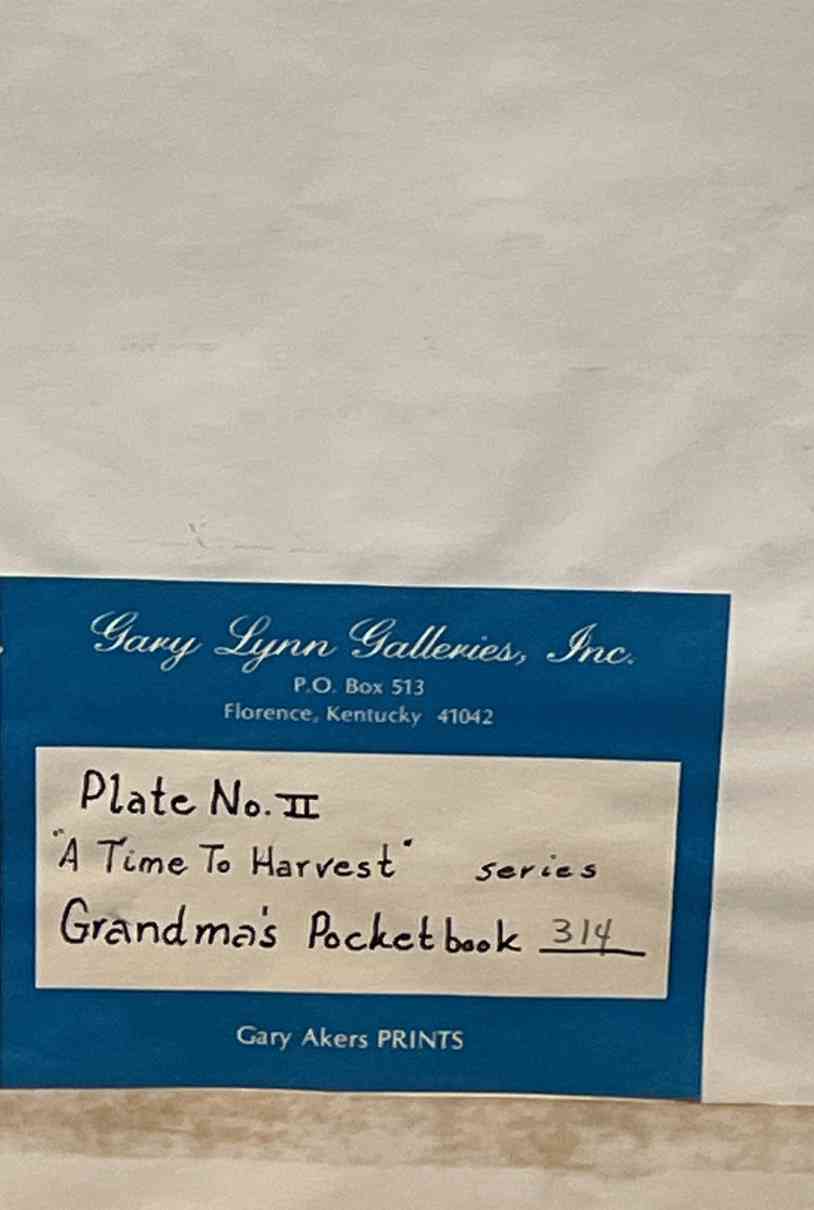 Gary Lynn Galleries, Inc.
P.O. Box 513
Florence, Kentucky 41042
Plate No. II
"A Time To Harvest" series
Grandma's Pocketbook 314
Gary Akers PRINTS